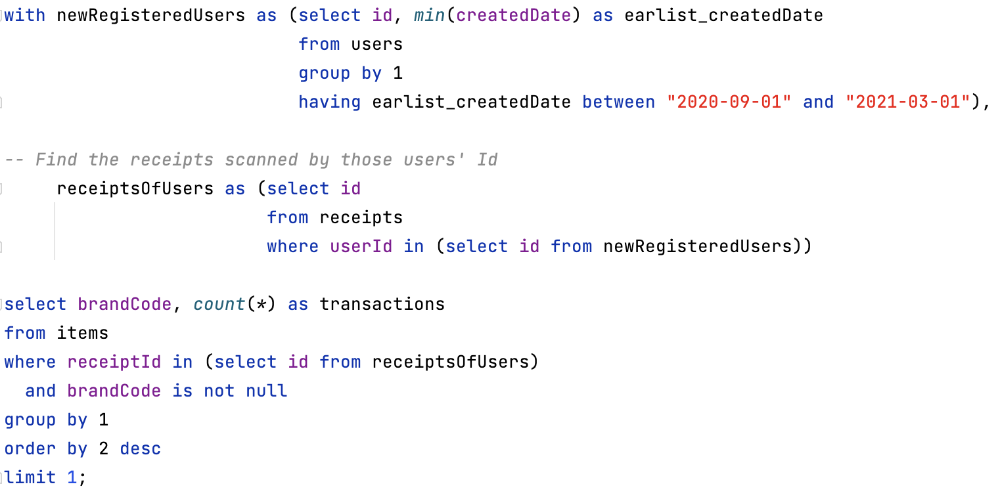 with newRegisteredUsers as (select id, min(createdDate) as earlist_createdDate
from users
group by 1
having earlist_createdDate between "2020-09-01" and "2021-03-01"),
-- Find the receipts scanned by those users' Id
receiptsOfUsers as (select id
from receipts
where userId in (select id from newRegisteredUsers))
select brandCode, count(*) as transactions
from items
where receiptId in (select id from receiptsOfUsers)
and brandCode is not null
group by 1
order by 2 desc
limit 1;